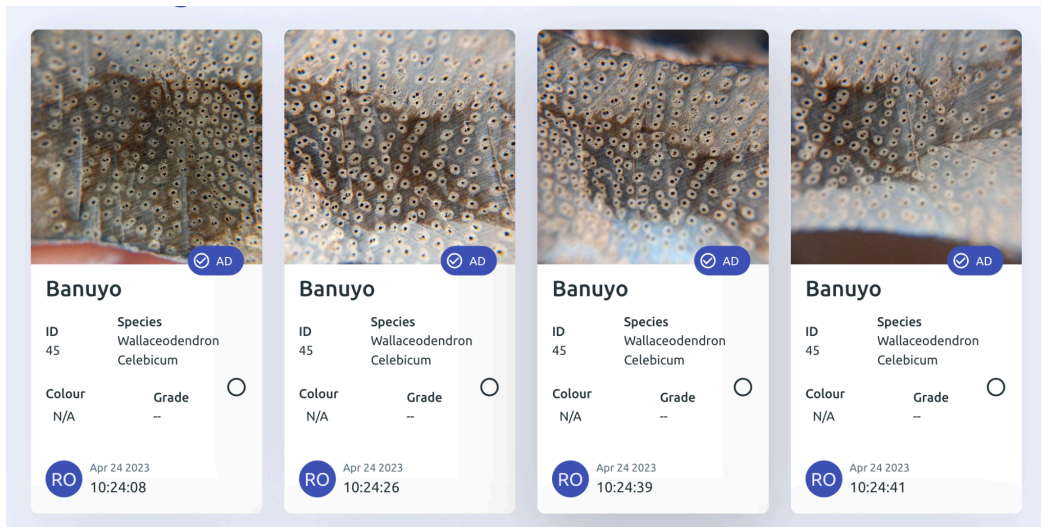 AD
Banuyo
ID
45
Species
Wallaceodendron
Celebicum
Colour
N/A
Grade
--
RO
Apr 24 2023
10:24:08
AD
Banuyo
ID
45
Species
Wallaceodendron
Celebicum
Colour
N/A
Grade
--
RO
Apr 24 2023
10:24:26
AD
Banuyo
ID
45
Species
Wallaceodendron
Celebicum
Colour
N/A
Grade
--
RO
Apr 24 2023
10:24:39
AD
Banuyo
ID
45
Species
Wallaceodendron
Celebicum
Colour
N/A
Grade
--
RO
Apr 24 2023
10:24:41